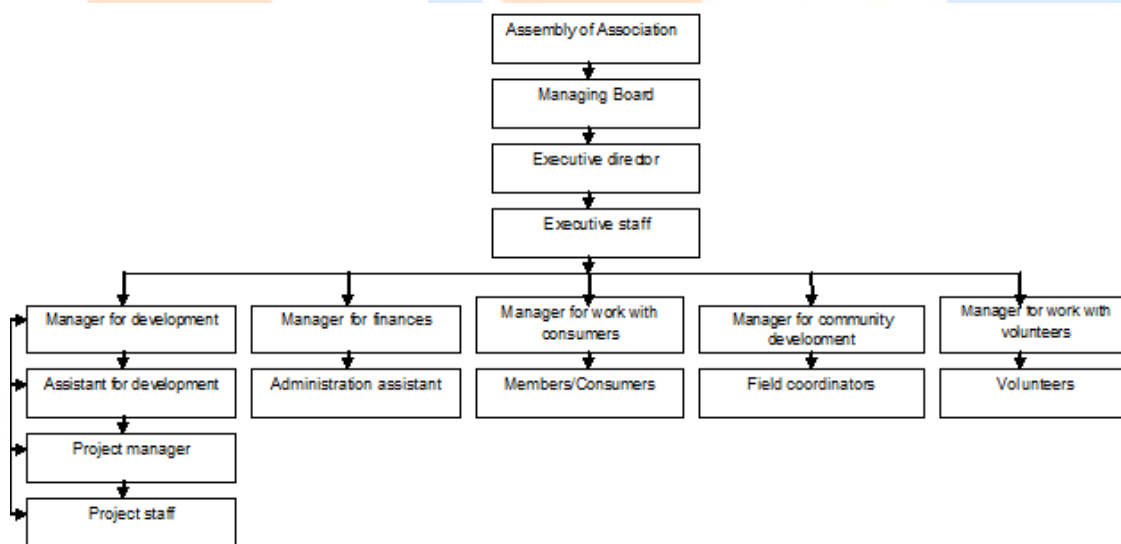 Assembly of Association
Managing Board
Executive director
Executive staff
Manager for development
Manager for finances
Manager for work with
consumers
Manager for community
development
Manager for work with
volunteers
Assistant for development
Administration assistant
Members/Consumers
Field coordinators
Volunteers
Project manager
Project staff